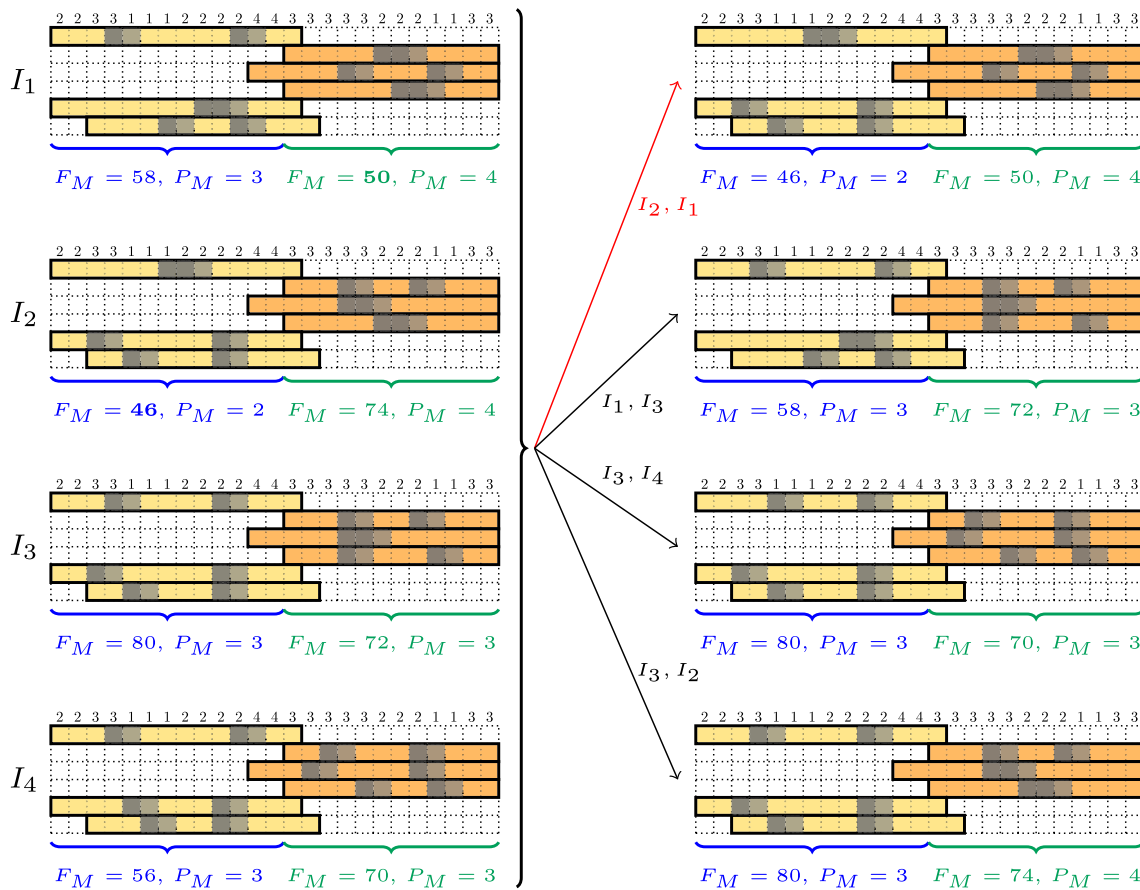 2 2 3 3 1 1 1 2 2 2 2 4 4 3 3 3 3 3 2 2 2 1 1 3 3
2 2 3 3 1 1 1 2 2 2 2 4 4 3 3 3 3 3 2 2 2 1 1 3 3
I₁
F_M = 58, P_M = 3
F_M = 50, P_M = 4
F_M = 46, P_M = 2
F_M = 50, P_M = 4
I₂, I₁
2 2 3 3 1 1 1 2 2 2 2 4 4 3 3 3 3 3 2 2 2 1 1 3 3
2 2 3 3 1 1 1 2 2 2 2 4 4 3 3 3 3 3 2 2 2 1 1 3 3
I₂
F_M = 46, P_M = 2
F_M = 74, P_M = 4
I₁, I₃
F_M = 58, P_M = 3
F_M = 72, P_M = 3
I₃, I₄
2 2 3 3 1 1 1 2 2 2 2 4 4 3 3 3 3 3 2 2 2 1 1 3 3
2 2 3 3 1 1 1 2 2 2 2 4 4 3 3 3 3 3 2 2 2 1 1 3 3
I₃
F_M = 80, P_M = 3
F_M = 72, P_M = 3
F_M = 80, P_M = 3
F_M = 70, P_M = 3
I₃, I₂
2 2 3 3 1 1 1 2 2 2 2 4 4 3 3 3 3 3 2 2 2 1 1 3 3
2 2 3 3 1 1 1 2 2 2 2 4 4 3 3 3 3 3 2 2 2 1 1 3 3
I₄
F_M = 56, P_M = 3
F_M = 70, P_M = 3
F_M = 80, P_M = 3
F_M = 74, P_M = 4